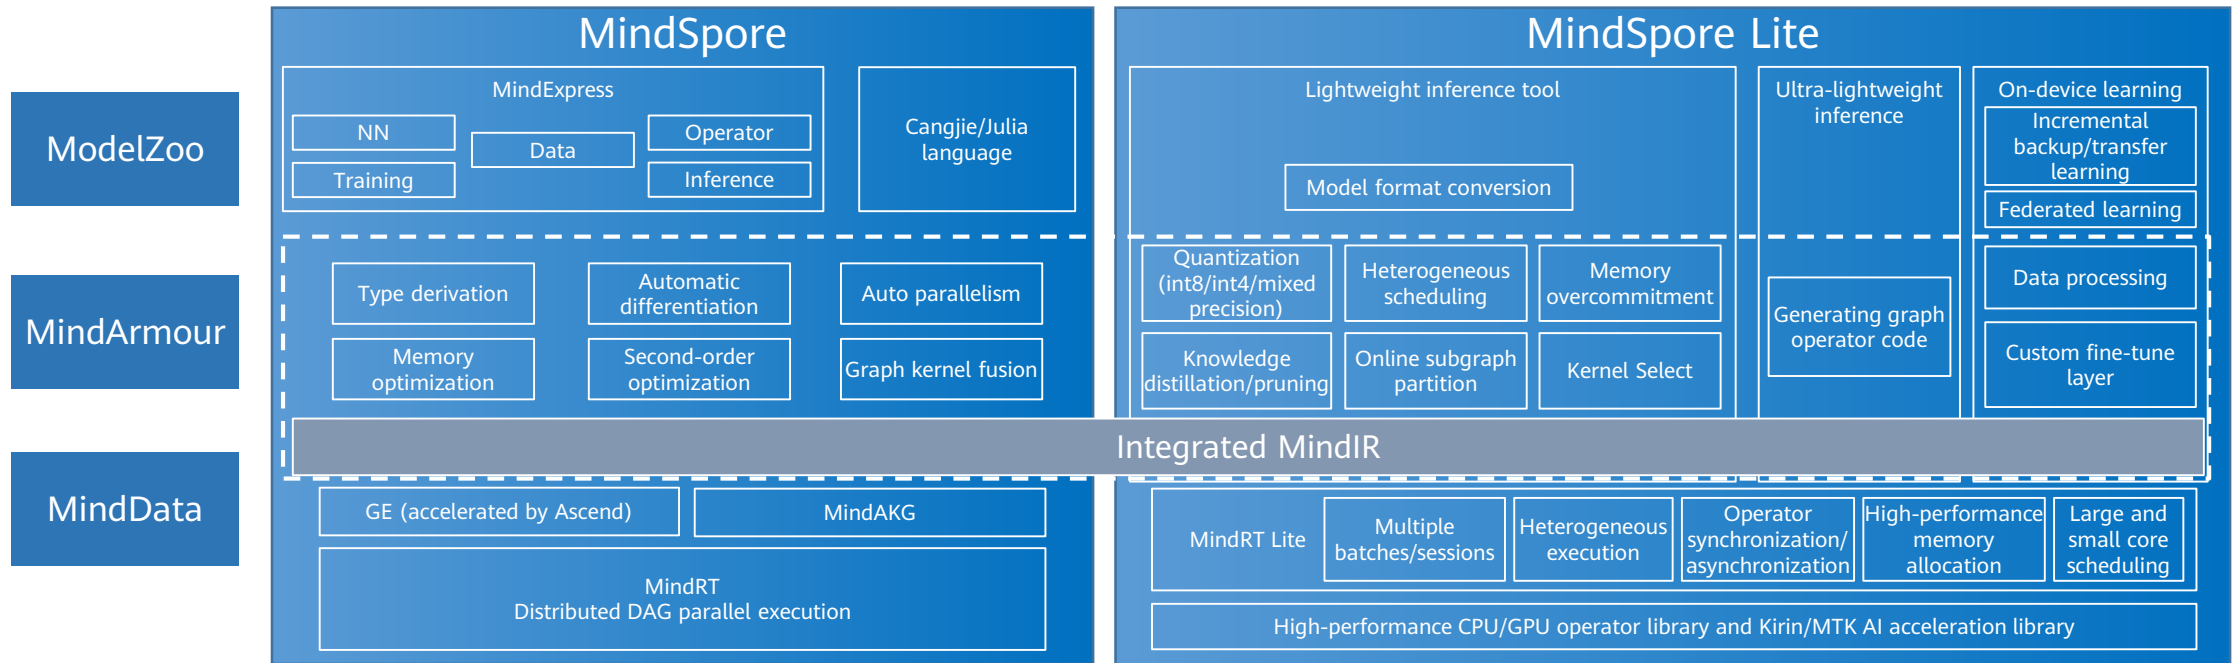 ModelZoo
MindArmour
MindData
MindSpore
MindExpress
NN
Training
Data
Operator
Inference
Cangjie/Julia
language
Type derivation
Automatic
differentiation
Auto parallelism
Memory
optimization
Second-order
optimization
Graph kernel fusion
Integrated MindIR
GE (accelerated by Ascend)
MindAKG
MindRT
Distributed DAG parallel execution
MindSpore Lite
Lightweight inference tool
Model format conversion
Quantization
(int8/int4/mixed
precision)
Heterogeneous
scheduling
Memory
overcommitment
Knowledge
distillation/pruning
Online subgraph
partition
Kernel Select
Ultra-lightweight
inference
Generating graph
operator code
On-device learning
Incremental
backup/transfer
learning
Federated learning
Data processing
Custom fine-tune
layer
MindRT Lite
Multiple
batches/sessions
Heterogeneous
execution
Operator
synchronization/
asynchronization
High-performance
memory
allocation
Large and
small core
scheduling
High-performance CPU/GPU operator library and Kirin/MTK AI acceleration library